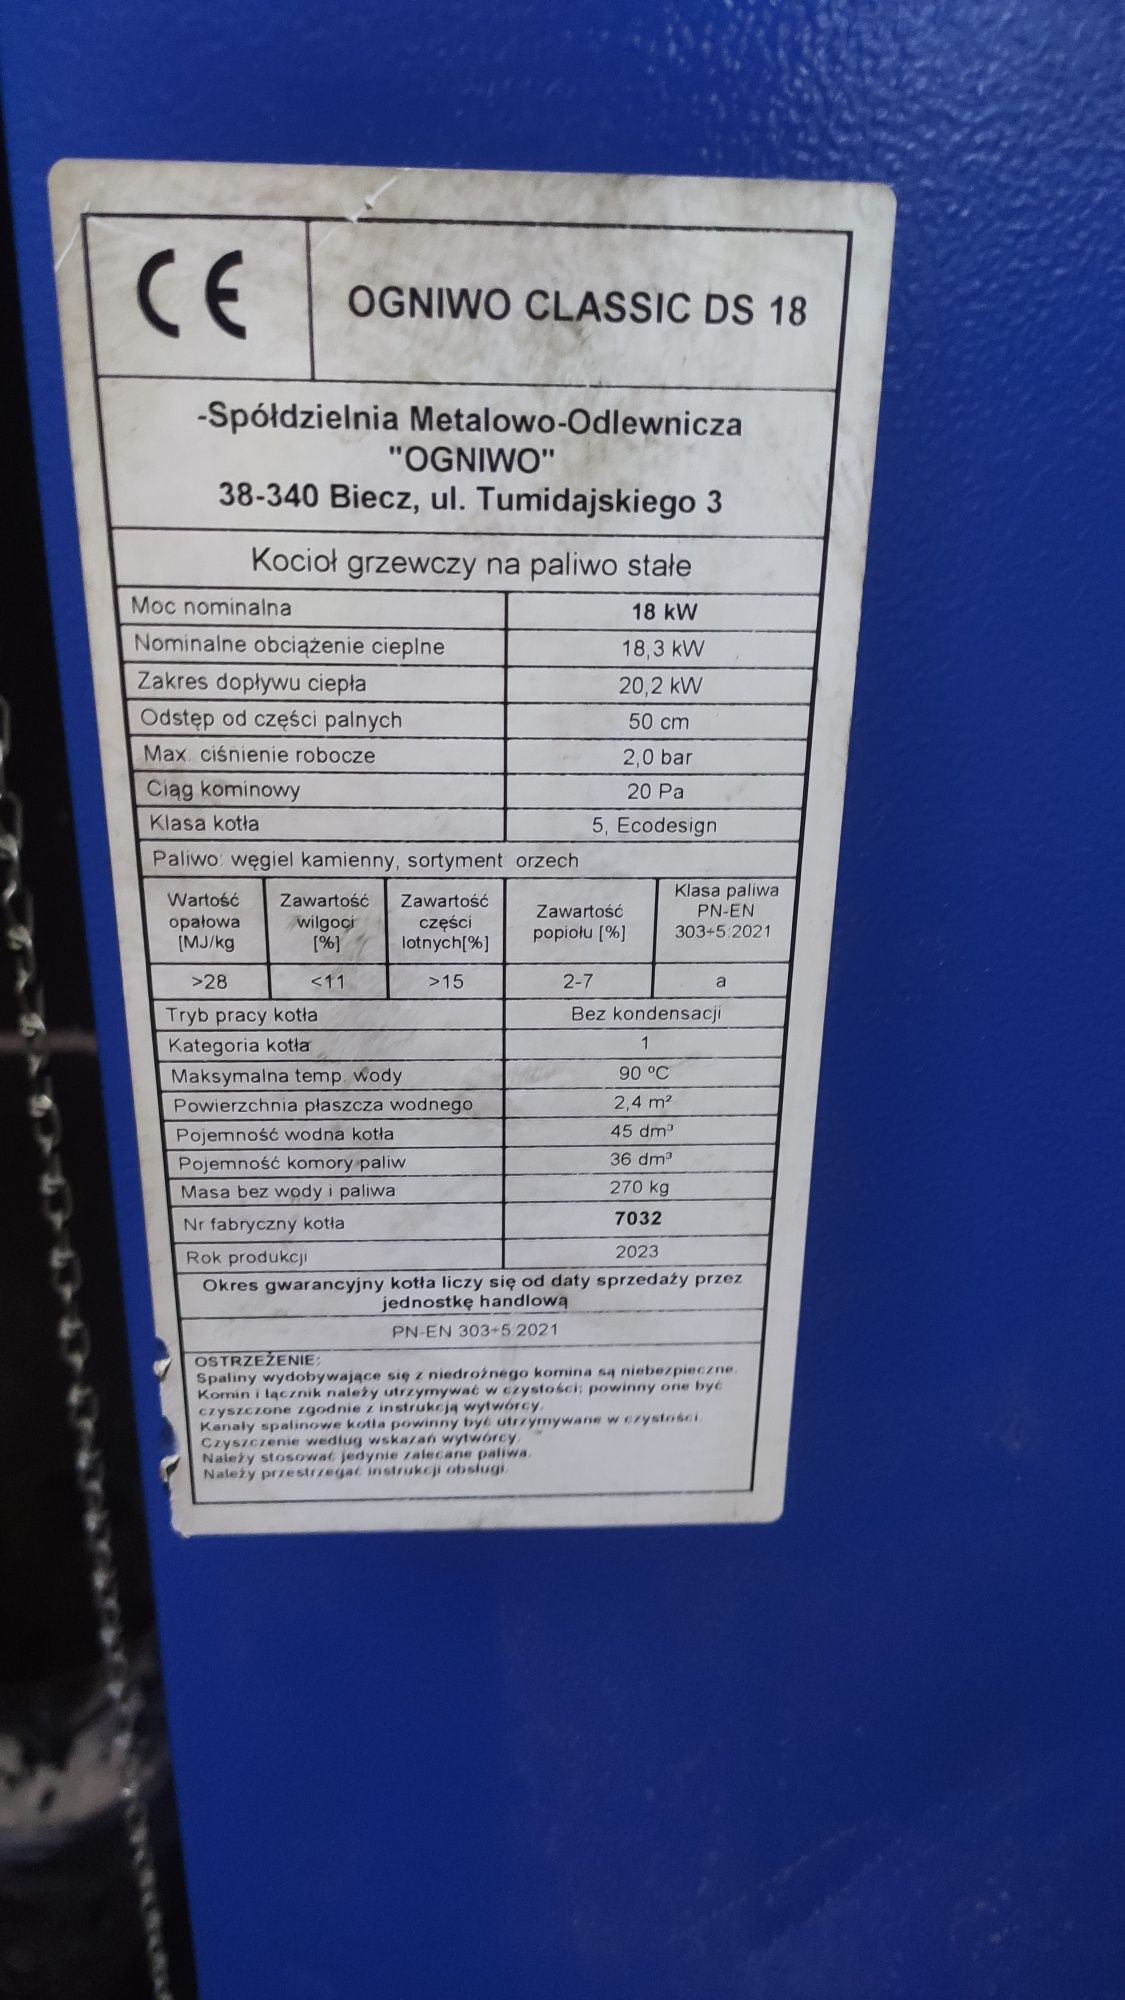 CE
OGNIWO CLASSIC DS 18
-Spółdzielnia Metalowo-Odlewnicza
"OGNIWO"
38-340 Biecz, ul. Tumidajskiego 3
Kocioł grzewczy na paliwo stałe
Moc nominalna 18 kW
Nominalne obciążenie cieplne 18,3 kW
Zakres dopływu ciepła 20,2 kW
Odstęp od części palnych 50 cm
Max. ciśnienie robocze 2,0 bar
Ciąg kominowy 20 Pa
Klasa kotła 5, Ecodesign
Paliwo: węgiel kamienny, sortyment orzech
Wartość opałowa [MJ/kg Zawartość wilgoci [%] Zawartość części lotnych[%] Zawartość popiołu [%] Klasa paliwa PN-EN 303÷5:2021
>28 <11 >15 2-7 a
Tryb pracy kotła Bez kondensacji
Kategoria kotła 1
Maksymalna temp. wody 90 ºC
Powierzchnia płaszcza wodnego 2,4 m²
Pojemność wodna kotła 45 dm³
Pojemność komory paliw 36 dm³
Masa bez wody i paliwa 270 kg
Nr fabryczny kotła 7032
Rok produkcji 2023
Okres gwarancyjny kotła liczy się od daty sprzedaży przez
jednostkę handlową
PN-EN 303÷5:2021
OSTRZEŻENIE:
Spaliny wydobywające się z niedrożnego komina są niebezpieczne.
Komin i łącznik należy utrzymywać w czystości; powinny one być
czyszczone zgodnie z instrukcją wytwórcy.
Kanały spalinowe kotła powinny być utrzymywane w czystości.
Czyszczenie według wskazań wytwórcy.
Należy stosować jedynie zalecane paliwa.
Należy przestrzegać instrukcji obsługi.